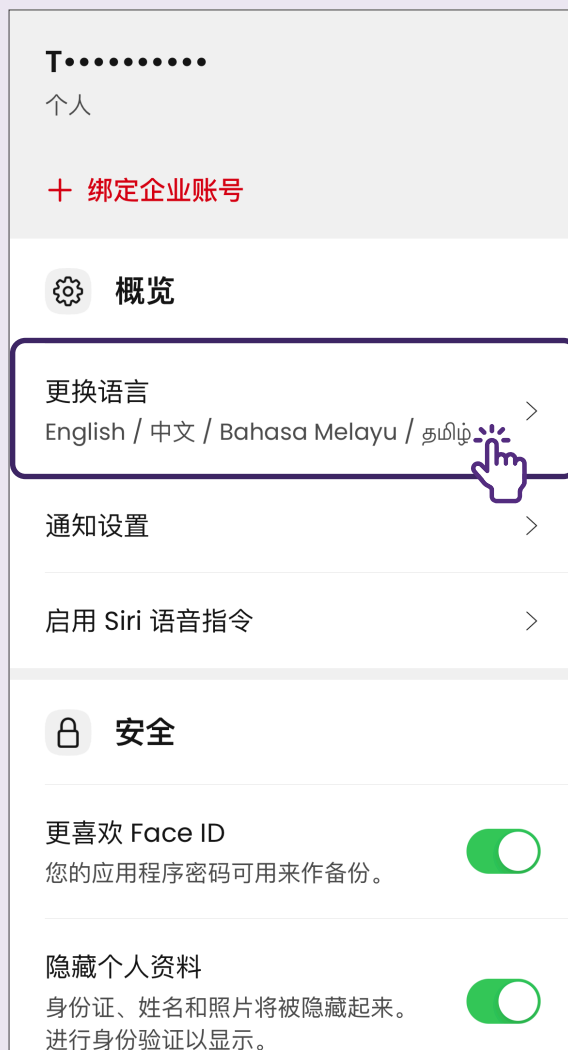 T••••••••••
个人
+ 绑定企业账号
概览
更换语言
English / 中文 / Bahasa Melayu / தமிழ்
通知设置
启用 Siri 语音指令
安全
更喜欢 Face ID
您的应用程序密码可用来作备份。
隐藏个人资料
身份证、姓名和照片将被隐藏起来。
进行身份验证以显示。